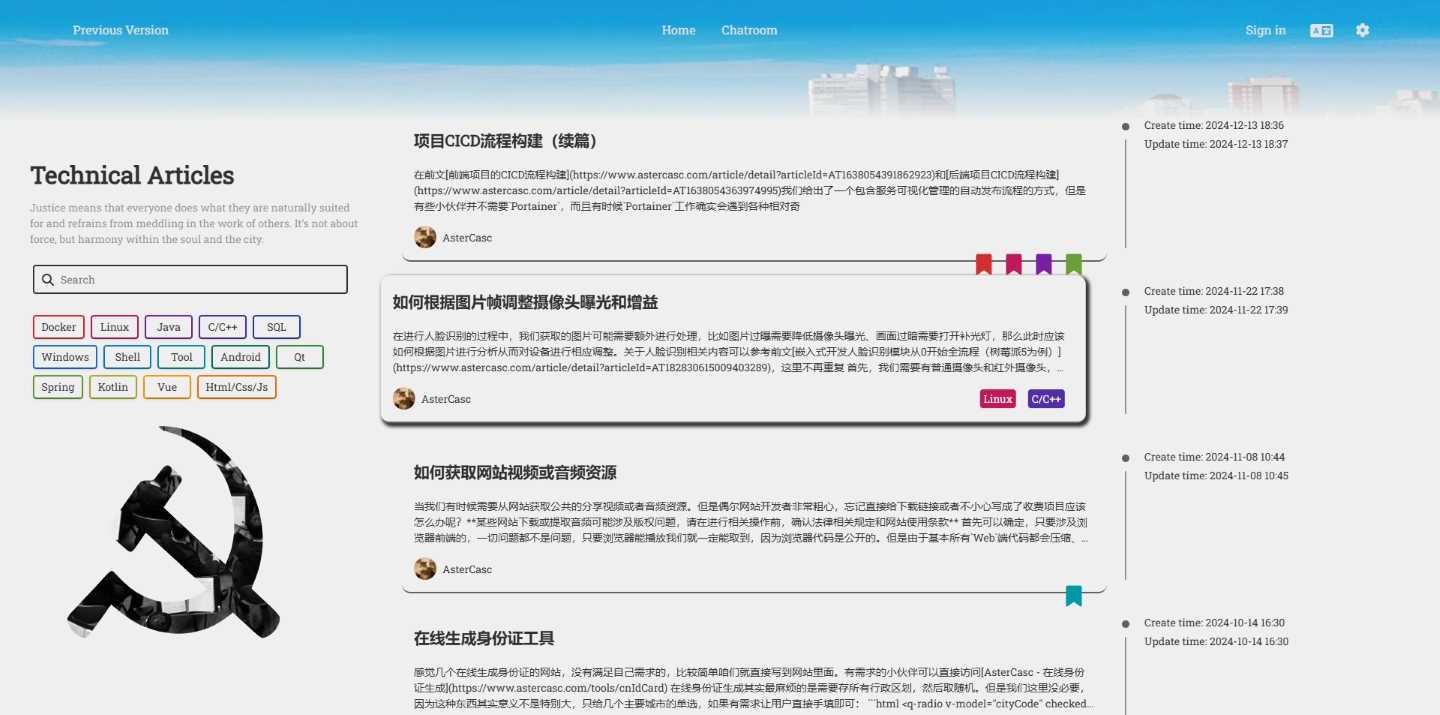 Previous Version
Home
Chatroom
Sign in
Technical Articles
Justice means that everyone does what they are naturally suited
for and refrains from meddling in the work of others. It's not about
force, but harmony within the soul and the city.
Search
Docker
Linux
Java
C/C++
SQL
Windows
Shell
Tool
Android
Qt
Spring
Kotlin
Vue
Html/Css/Js
项目CICD流程构建（续篇）
在前文[前端项目的CICD流程构建](https://www.astercasc.com/article/detail?articleId=AT1638054391862923)和[后端项目CICD流程构建]
(https://www.astercasc.com/article/detail?articleId=AT1638054363974995)我们给出了一个包含服务可视化管理的自动发布流程的方式，但是
有些小伙伴并不需要`Portainer`，而且有时候`Portainer`工作确实会遇到各种相对奇
AsterCasc
Create time: 2024-12-13 18:36
Update time: 2024-12-13 18:37
如何根据图片帧调整摄像头曝光和增益
在进行人脸识别的过程中，我们获取的图片可能需要额外进行处理，比如图片过曝需要降低摄像头曝光、画面过暗需要打开补光灯，那么此时应该
如何根据图片进行分析从而对设备进行相应调整。关于人脸识别相关内容可以参考前文[嵌入式开发人脸识别模块从0开始全流程（树莓派5为例）]
(https://www.astercasc.com/article/detail?articleId=AT182830615009403289)，这里不再重复 首先，我们需要有普通摄像头和红外摄像头，...
AsterCasc
Linux
C/C++
Create time: 2024-11-22 17:38
Update time: 2024-11-22 17:39
如何获取网站视频或音频资源
当我们有时候需要从网站获取公共的分享视频或者音频资源。但是偶尔网站开发者非常粗心，忘记直接给下载链接或者不小心写成了收费项目应该
怎么办呢？**某些网站下载或提取音频可能涉及版权问题，请在进行相关操作前，确认法律相关规定和网站使用条款** 首先可以确定，只要涉及浏
览器前端的，一切问题都不是问题，只要浏览器能播放我们就一定能取到，因为浏览器代码是公开的。但是由于基本所有`Web`端代码都会压缩、...
AsterCasc
Create time: 2024-11-08 10:44
Update time: 2024-11-08 10:45
在线生成身份证工具
感觉几个在线生成身份证的网站，没有满足自己需求的，比较简单咱们就直接写到网站里面。有需求的小伙伴可以直接访问[AsterCasc - 在线身份
证生成](https://www.astercasc.com/tools/cnIdCard) 在线身份证生成其实最麻烦的是需要存所有行政区划，然后取随机。但是我们这里没必要，
因为这种东西其实意义不是特别大，只给几个主要城市的单选，如果有需求让用户直接手填即可： ```html <q-radio v-model="cityCode" checked...
Create time: 2024-10-14 16:30
Update time: 2024-10-14 16:30